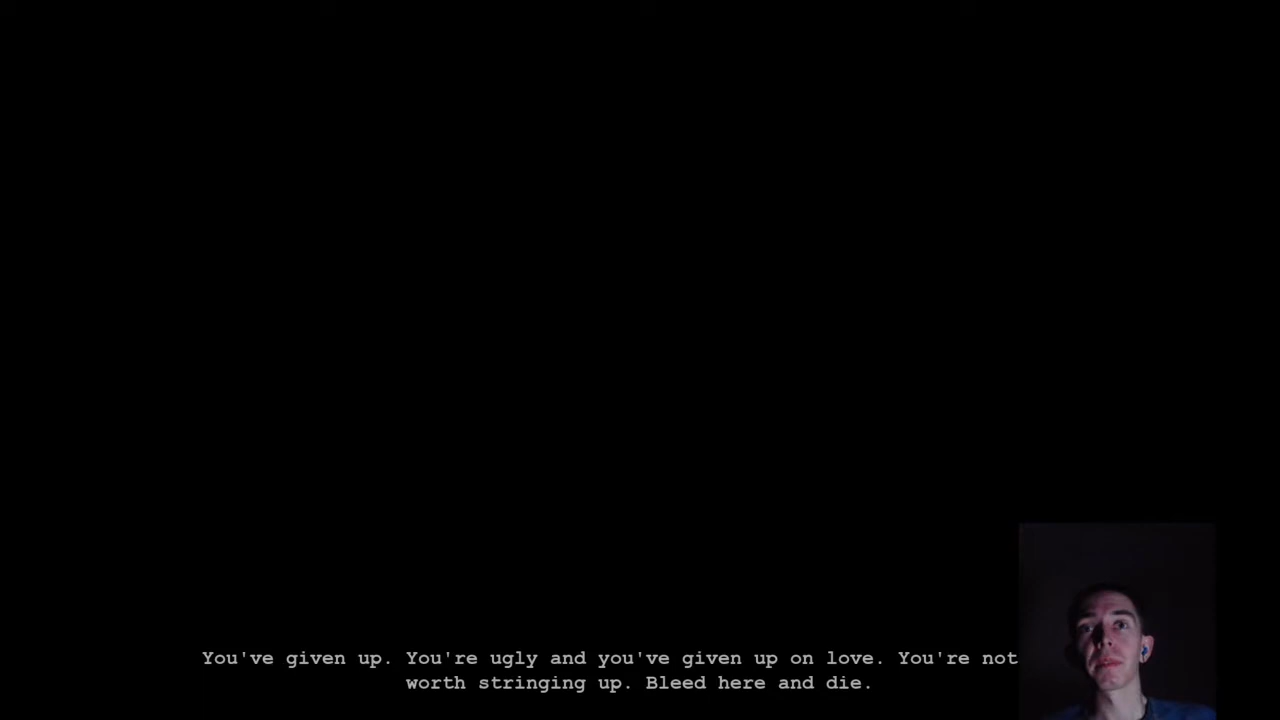 You've given up. You're ugly and you've given up on love. You're not
worth stringing up. Bleed here and die.